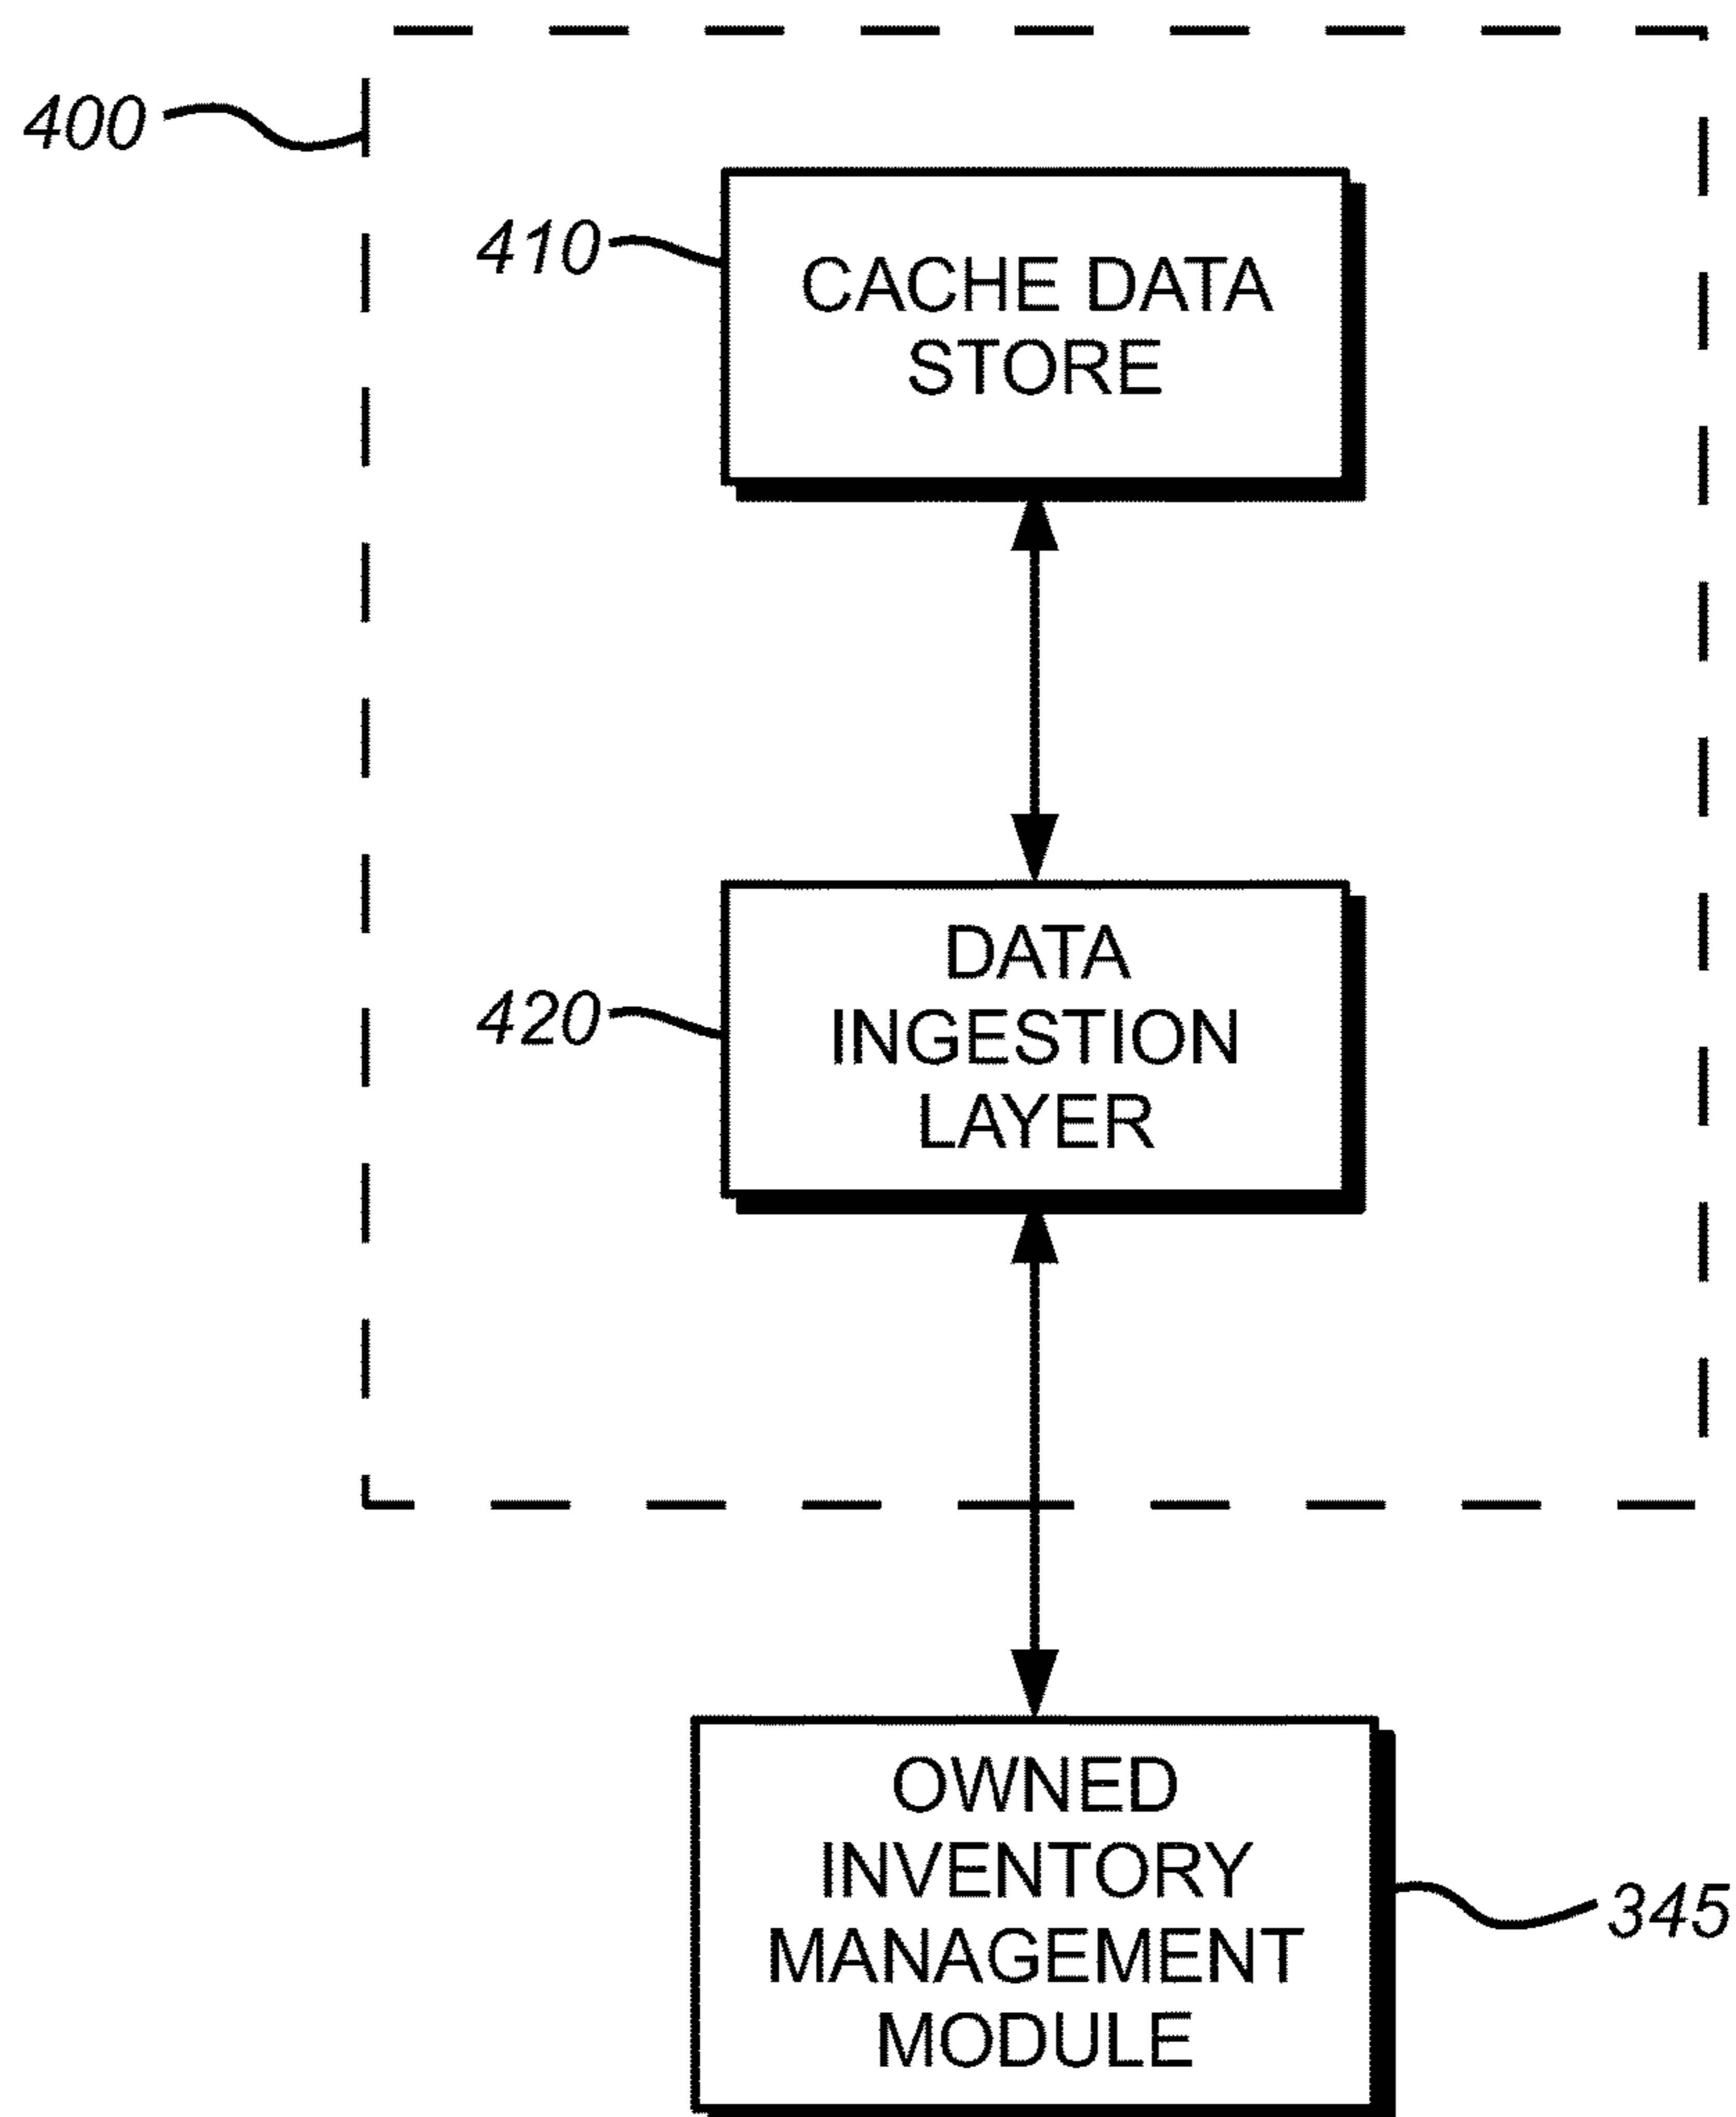 400
410
CACHE DATA
STORE
420
DATA
INGESTION
LAYER
OWNED
INVENTORY
MANAGEMENT
MODULE
345